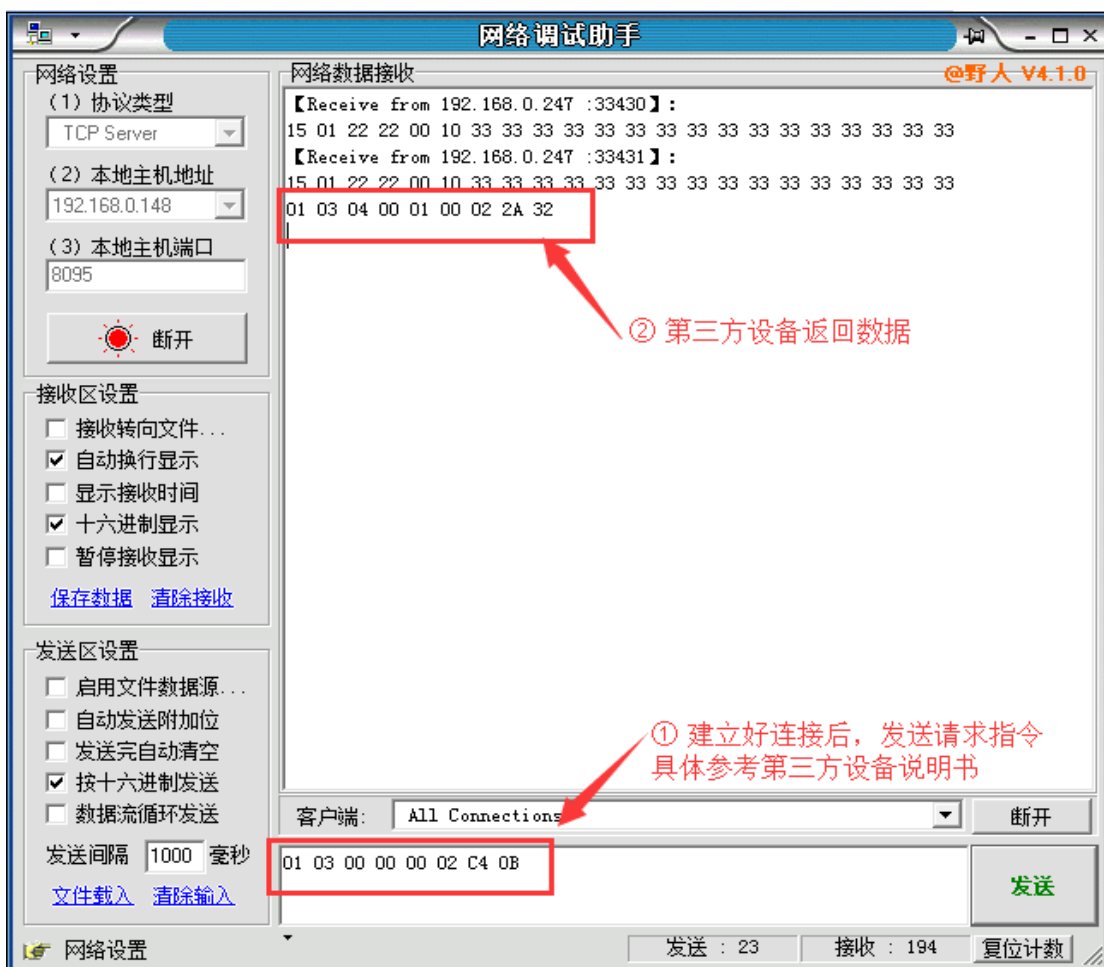 网络调试助手
网络设置
(1) 协议类型
TCP Server
(2) 本地主机地址
192.168.0.148
(3) 本地主机端口
8095
断开
接收区设置
接收转向文件...
自动换行显示
显示接收时间
十六进制显示
暂停接收显示
保存数据 清除接收
发送区设置
启用文件数据源...
自动发送附加位
发送完自动清空
按十六进制发送
数据流循环发送
发送间隔 1000 毫秒
文件载入 清除输入
网络数据接收
@野人 V4.1.0
【Receive from 192.168.0.247 :33430】:
15 01 22 22 00 10 33 33 33 33 33 33 33 33 33 33 33 33 33 33 33 33
【Receive from 192.168.0.247 :33431】:
15 01 22 22 00 10 33 33 33 33 33 33 33 33 33 33 33 33 33 33 33 33
01 03 04 00 01 00 02 2A 32
② 第三方设备返回数据
① 建立好连接后，发送请求指令
具体参考第三方设备说明书
客户端: All Connections 断开
01 03 00 00 00 02 C4 0B
发送
网络设置 发送 : 23 接收 : 194 复位计数